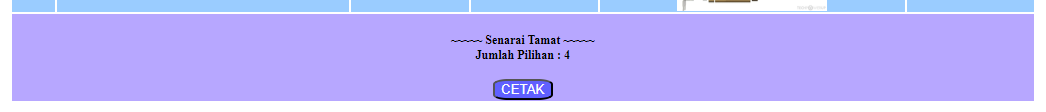 ~~~~~ Senarai Tamat ~~~~~
Jumlah Pilihan : 4
CETAK